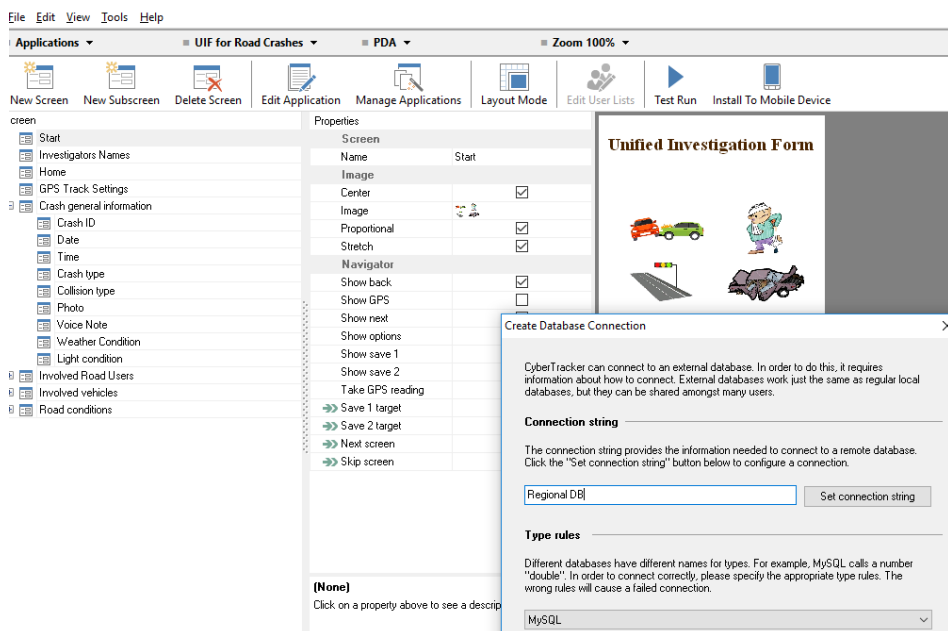 File Edit View Tools Help
Applications UIF for Road Crashes PDA Zoom 100%
New Screen New Subscreen Delete Screen Edit Application Manage Applications Layout Mode Edit User Lists Test Run Install To Mobile Device
creen
Start
Investigators Names
Home
GPS Track Settings
Crash general information
Crash ID
Date
Time
Crash type
Collision type
Photo
Voice Note
Weather Condition
Light condition
Involved Road Users
Involved vehicles
Road conditions
Properties
Screen
Name Start
Image
Center
Image
Proportional
Stretch
Navigator
Show back
Show GPS
Show next
Show options
Show save 1
Show save 2
Take GPS reading
Save 1 target
Save 2 target
Next screen
Skip screen
(None)
Click on a property above to see a descrip
Unified Investigation Form
Create Database Connection
CyberTracker can connect to an external database. In order to do this, it requires
information about how to connect. External databases work just the same as regular local
databases, but they can be shared amongst many users.
Connection string
The connection string provides the information needed to connect to a remote database.
Click the "Set connection string" button below to configure a connection.
Regional DB Set connection string
Type rules
Different databases have different names for types. For example, MySQL calls a number
"double". In order to connect correctly, please specify the appropriate type rules. The
wrong rules will cause a failed connection.
MySQL